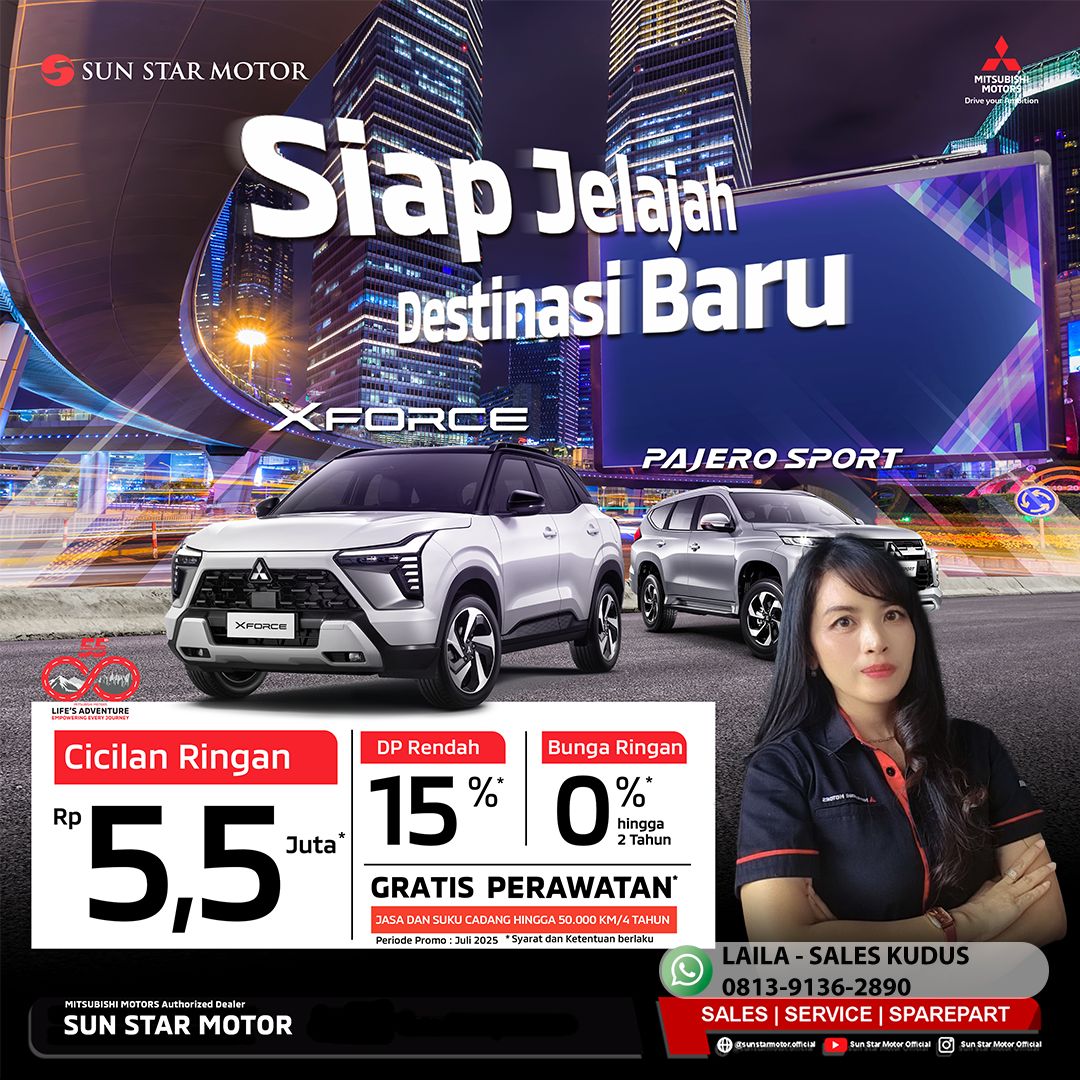 SUN STAR MOTOR
MITSUBISHI
MOTORS
Drive your Ambition
Siap Jelajah
Destinasi Baru
XFORCE
PAJERO SPORT
XFORCE
55
LIFE'S ADVENTURE
EMPOWERING EVERY JOURNEY
Cicilan Ringan
Rp 5,5 Juta*
DP Rendah
15%*
Bunga Ringan
0%*
hingga
2 Tahun
GRATIS PERAWATAN*
JASA DAN SUKU CADANG HINGGA 50.000 KM/4 TAHUN
Periode Promo : Juli 2025 *Syarat dan Ketentuan berlaku
LAILA - SALES KUDUS
0813-9136-2890
MITSUBISHI MOTORS Authorized Dealer
SUN STAR MOTOR
SALES | SERVICE | SPAREPART
@sunstarmotor.official Sun Star Motor Official Sun Star Motor Official